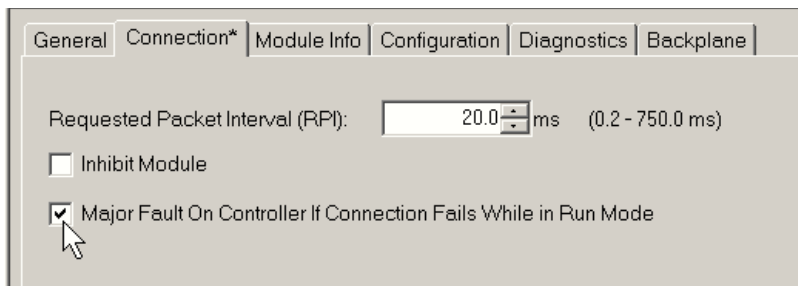 General Connection* Module Info Configuration Diagnostics Backplane
Requested Packet Interval (RPI): 20.0 ms (0.2 - 750.0 ms)
Inhibit Module
Major Fault On Controller If Connection Fails While in Run Mode